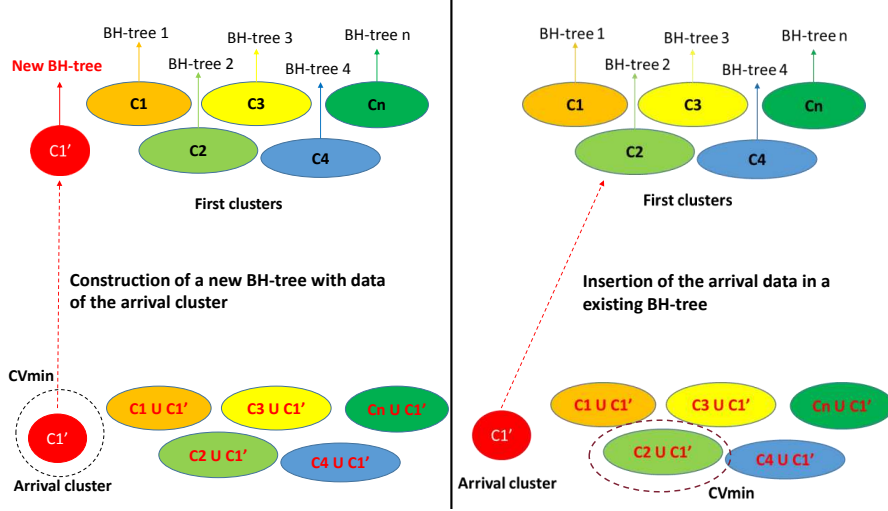 BH-tree 1
BH-tree 3
BH-tree n
New BH-tree
BH-tree 2
BH-tree 4
C1
C3
Cn
C1'
C2
C4
First clusters
Construction of a new BH-tree with data
of the arrival cluster
CVmin
C1'
C1 U C1'
C3 U C1'
Cn U C1'
C2 U C1'
C4 U C1'
Arrival cluster
BH-tree 1
BH-tree 3
BH-tree n
BH-tree 2
BH-tree 4
C1
C3
Cn
C2
C4
First clusters
Insertion of the arrival data in a
existing BH-tree
C1'
C1 U C1'
C3 U C1'
Cn U C1'
C2 U C1'
C4 U C1'
Arrival cluster
CVmin